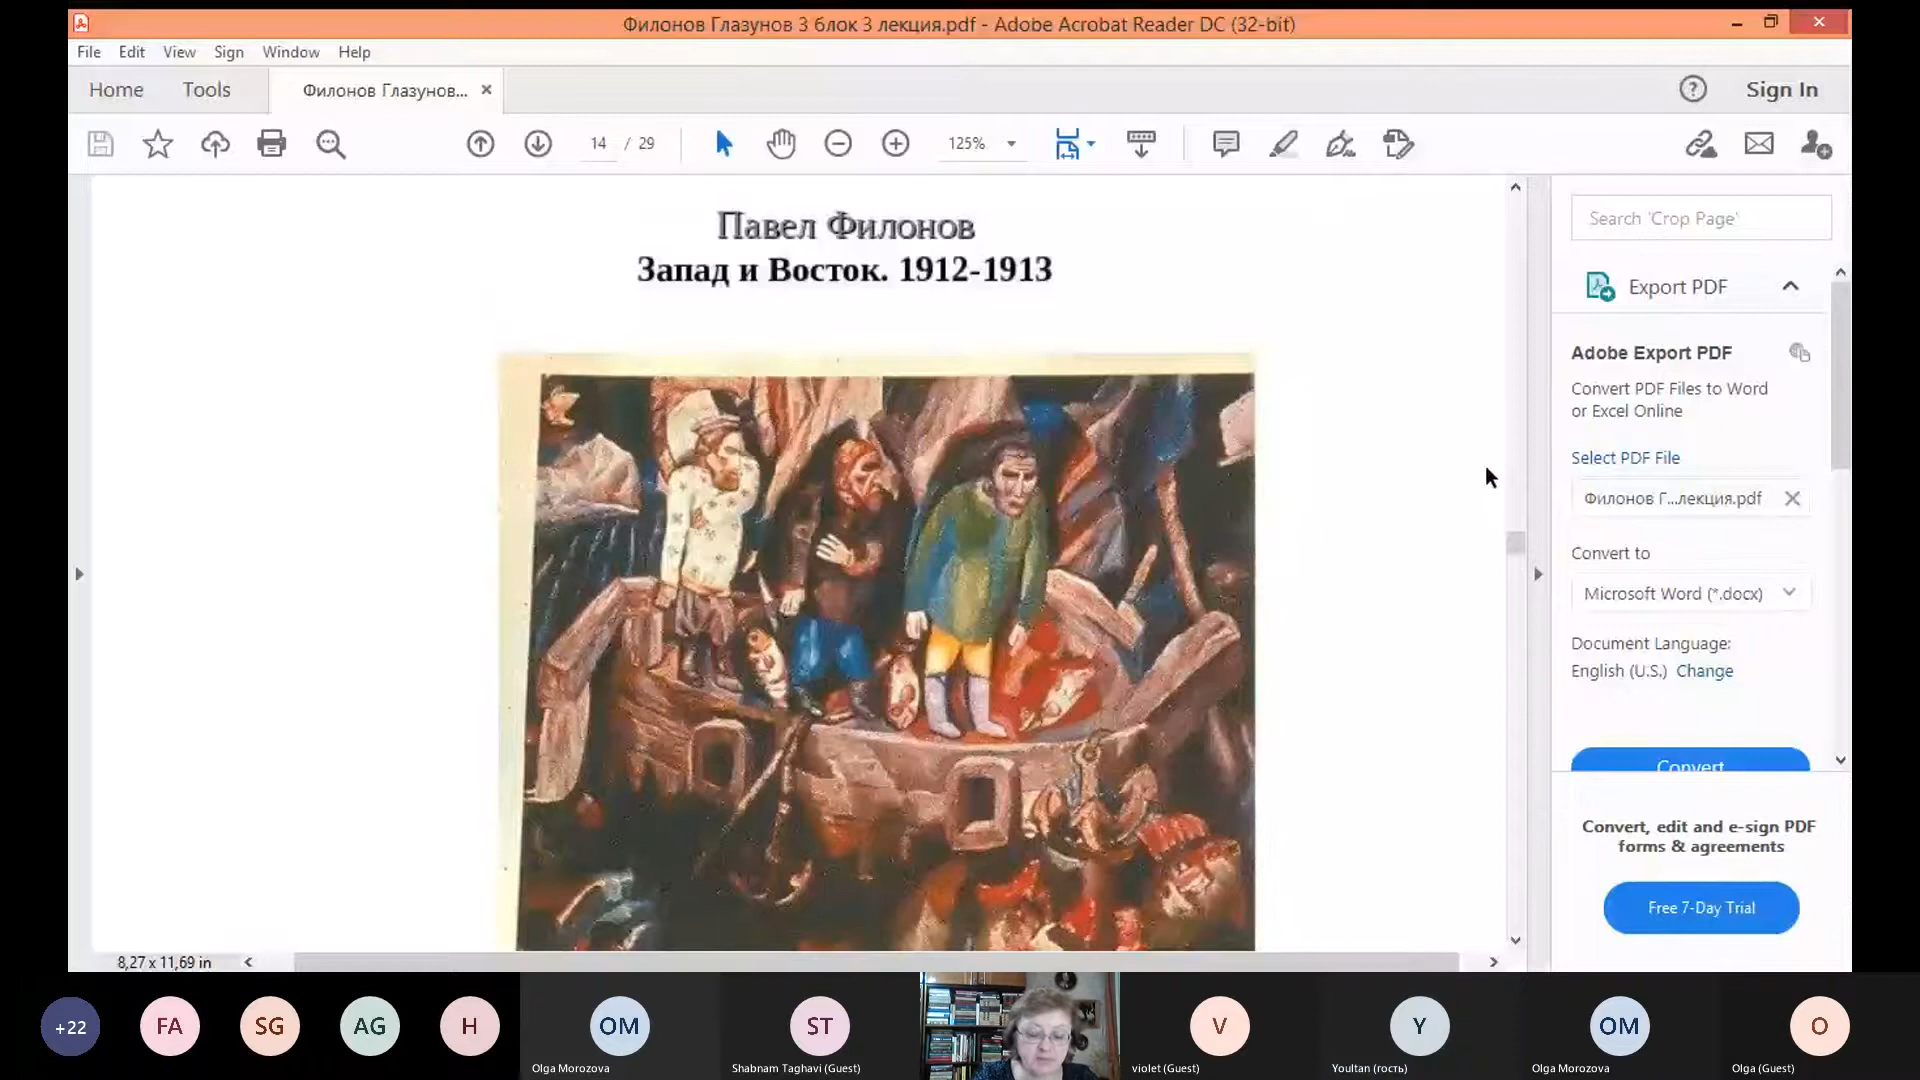 Филонов Глазунов 3 блок 3 лекция.pdf - Adobe Acrobat Reader DC (32-bit)
File Edit View Sign Window Help
Home Tools Филонов Глазунов... Sign In
14 / 29 125%
Павел Филонов
Запад и Восток. 1912-1913
Search 'Crop Page'
Export PDF
Adobe Export PDF
Convert PDF Files to Word
or Excel Online
Select PDF File
Филонов Г...лекция.pdf
Convert to
Microsoft Word (*.docx)
Document Language:
English (U.S.) Change
Convert
Convert, edit and e-sign PDF
forms & agreements
Free 7-Day Trial
8,27 x 11,69 in
+22 FA SG AG H OM ST V Y OM O
Olga Morozova Shabnam Taghavi (Guest) violet (Guest) Youltan (гость) Olga Morozova Olga (Guest)